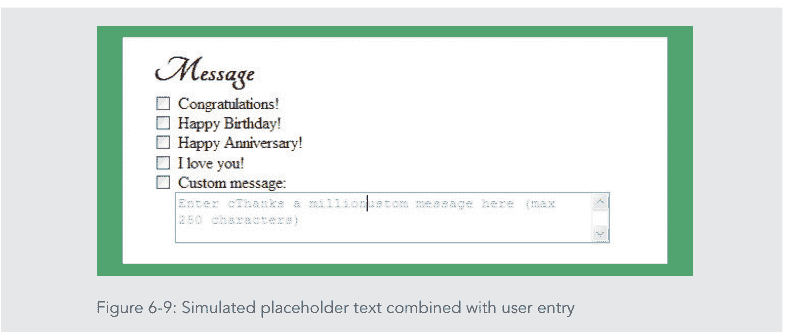 Message
Congratulations!
Happy Birthday!
Happy Anniversary!
I love you!
Custom message:
Enter cThanks a millionustom message here (max
250 characters)
Figure 6-9: Simulated placeholder text combined with user entry